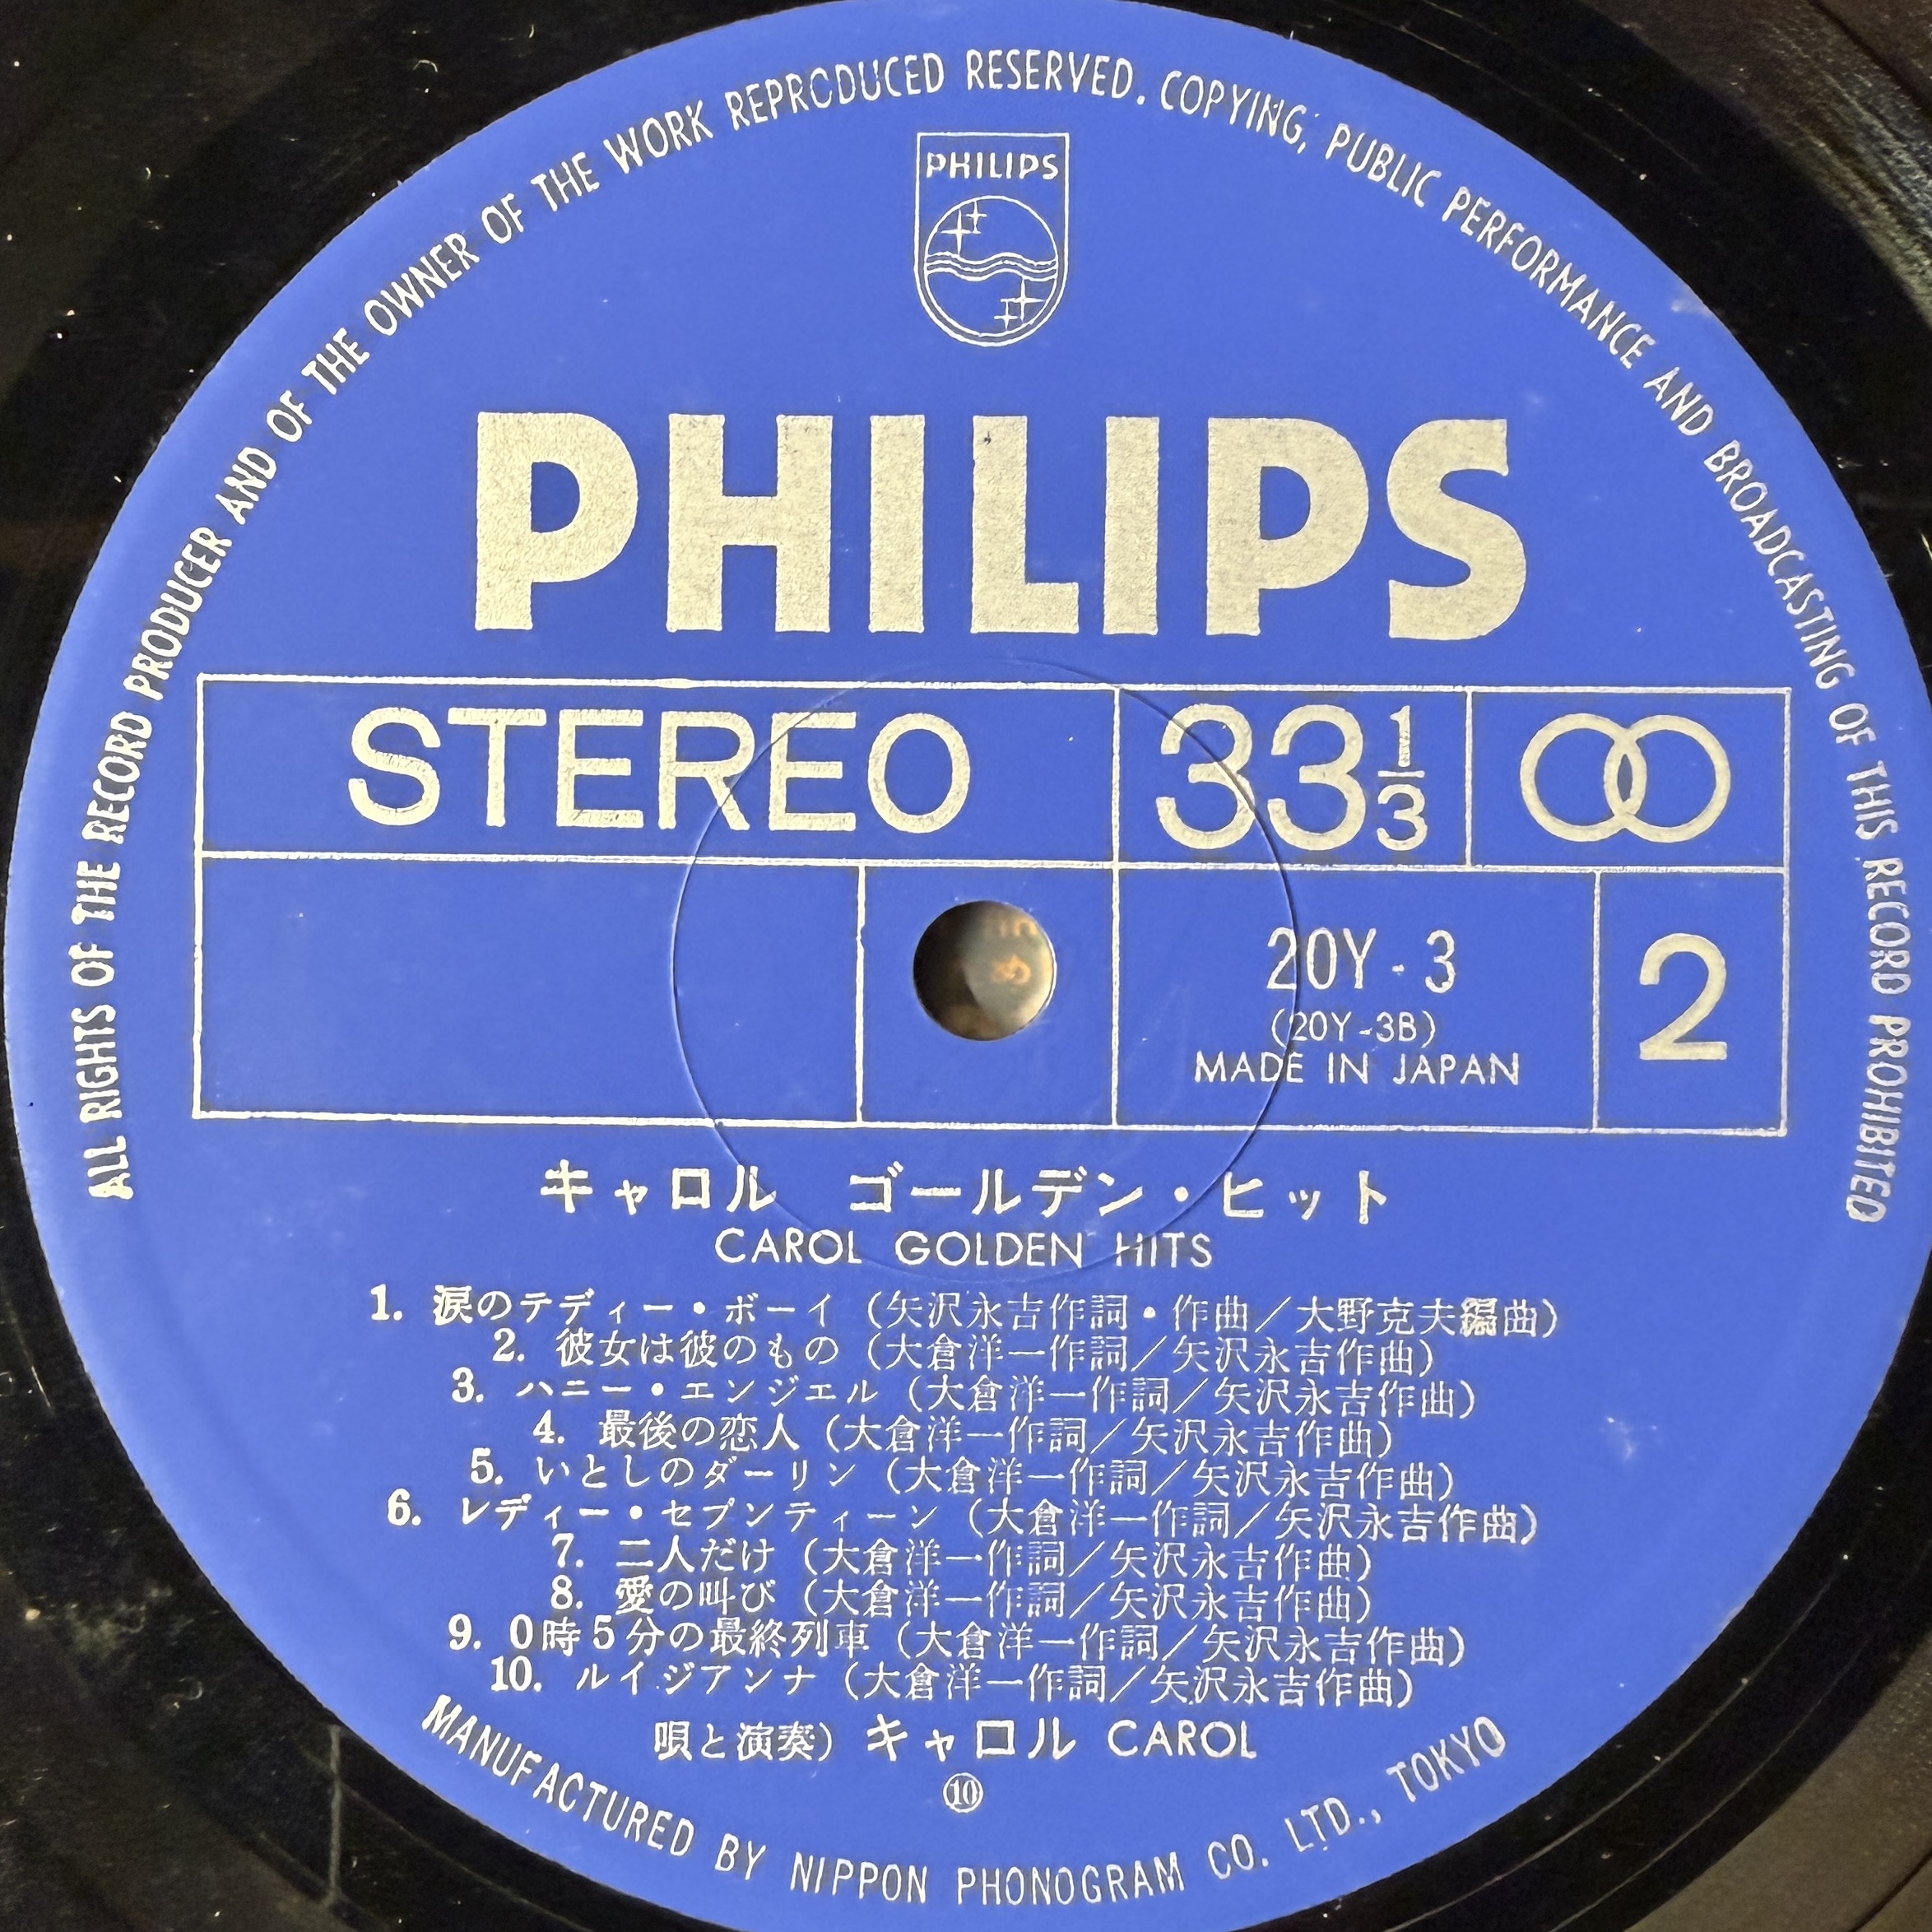 ALL RIGHTS OF THE RECORD PRODUCER AND OF THE OWNER OF THE WORK REPRODUCED RESERVED. COPYING, PUBLIC PERFORMANCE AND BROADCASTING OF THIS RECORD PROHIBITED
PHILIPS
PHILIPS
STEREO
33 1/3
20Y-3
(20Y-3B)
MADE IN JAPAN
2
キャロル ゴールデン・ヒット
CAROL GOLDEN HITS
1. 涙のテディー・ボーイ (矢沢永吉作詞・作曲/大野克夫編曲)
2. 彼女は彼のもの (大倉洋一作詞/矢沢永吉作曲)
3. ハニー・エンジェル (大倉洋一作詞/矢沢永吉作曲)
4. 最後の恋人 (大倉洋一作詞/矢沢永吉作曲)
5. いとしのダーリン (大倉洋一作詞/矢沢永吉作曲)
6. レディー・セブンティーン (大倉洋一作詞/矢沢永吉作曲)
7. 二人だけ (大倉洋一作詞/矢沢永吉作曲)
8. 愛の叫び (大倉洋一作詞/矢沢永吉作曲)
9. 0時5分の最終列車 (大倉洋一作詞/矢沢永吉作曲)
10. ルイジアンナ (大倉洋一作詞/矢沢永吉作曲)
唄と演奏) キャロル CAROL
⑩
MANUFACTURED BY NIPPON PHONOGRAM CO. LTD., TOKYO